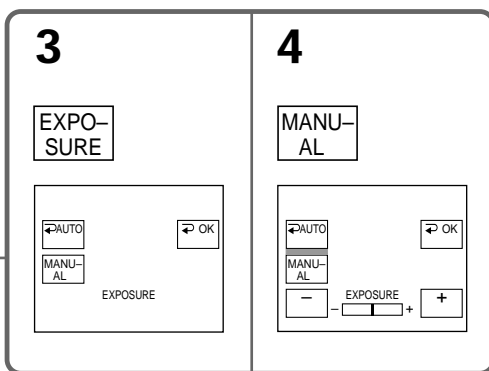 3
EXPO–
SURE
⮌AUTO
⮌ OK
MANU–
AL
EXPOSURE
4
MANU–
AL
⮌AUTO
⮌ OK
MANU–
AL
–
EXPOSURE
– +
+